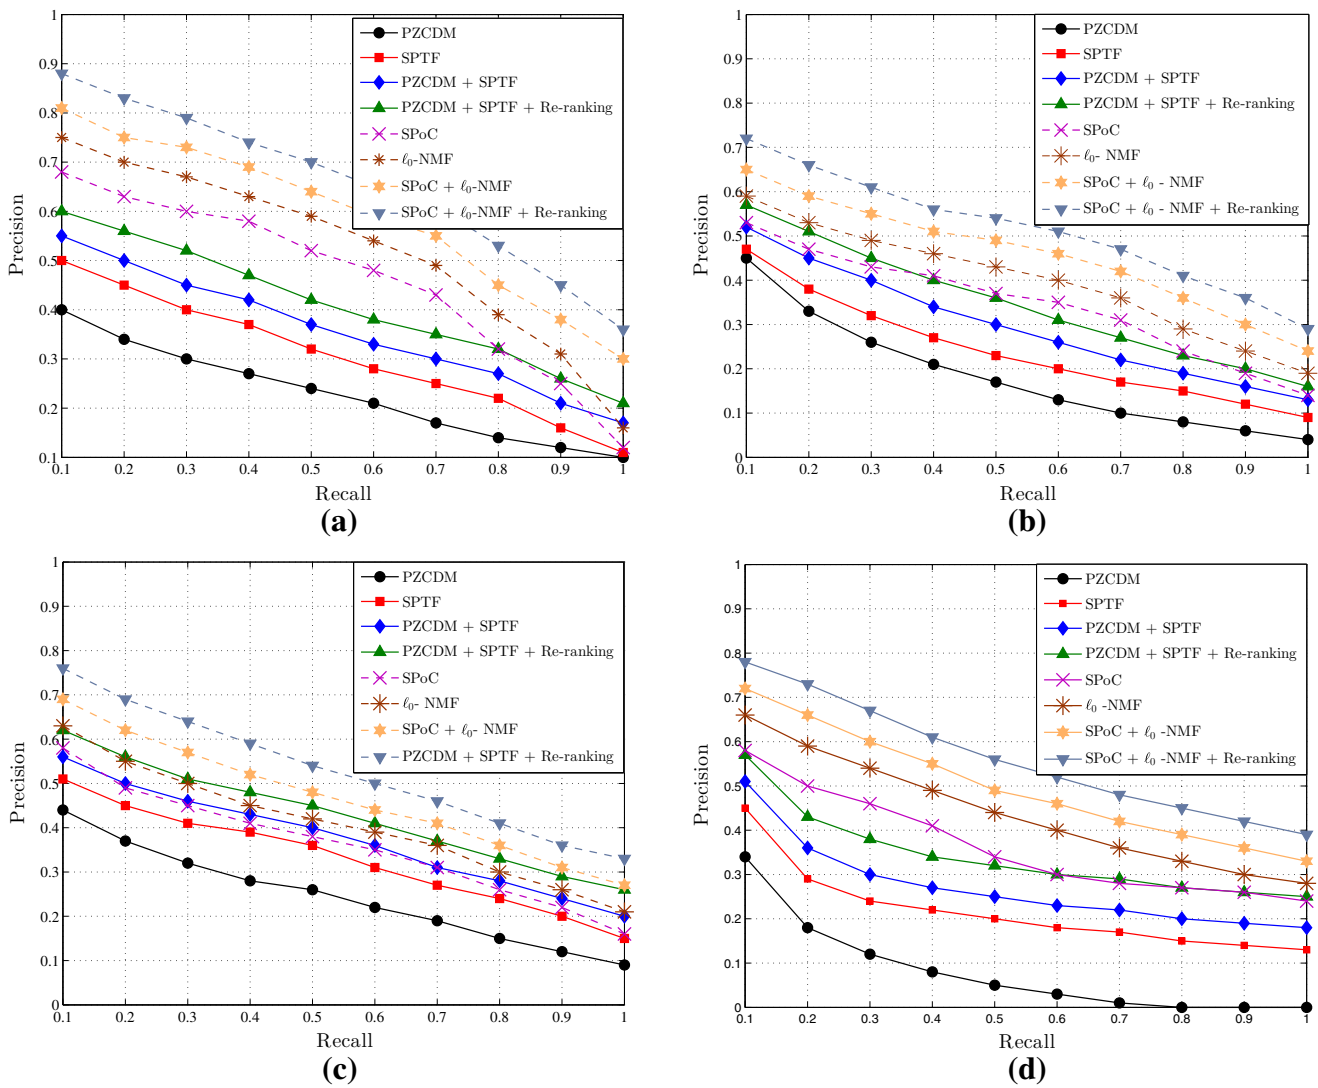 1
0.9
0.8
0.7
0.6
0.5
0.4
0.3
0.2
0.1
Precision
PZCDM
SPTF
PZCDM + SPTF
PZCDM + SPTF + Re-ranking
SPoC
ℓ₀-NMF
SPoC + ℓ₀-NMF
SPoC + ℓ₀-NMF + Re-ranking
0.1 0.2 0.3 0.4 0.5 0.6 0.7 0.8 0.9 1
Recall
(a)
1
0.9
0.8
0.7
0.6
0.5
0.4
0.3
0.2
0.1
0
Precision
PZCDM
SPTF
PZCDM + SPTF
PZCDM + SPTF + Re-ranking
SPoC
ℓ₀- NMF
SPoC + ℓ₀ - NMF
SPoC + ℓ₀ - NMF + Re-ranking
0.1 0.2 0.3 0.4 0.5 0.6 0.7 0.8 0.9 1
Recall
(b)
1
0.9
0.8
0.7
0.6
0.5
0.4
0.3
0.2
0.1
0
Precision
PZCDM
SPTF
PZCDM + SPTF
PZCDM + SPTF + Re-ranking
SPoC
ℓ₀- NMF
SPoC + ℓ₀- NMF
PZCDM + SPTF + Re-ranking
0.1 0.2 0.3 0.4 0.5 0.6 0.7 0.8 0.9 1
Recall
(c)
1
0.9
0.8
0.7
0.6
0.5
0.4
0.3
0.2
0.1
0
Precision
PZCDM
SPTF
PZCDM + SPTF
PZCDM + SPTF + Re-ranking
SPoC
ℓ₀ -NMF
SPoC + ℓ₀ -NMF
SPoC + ℓ₀ -NMF + Re-ranking
0.1 0.2 0.3 0.4 0.5 0.6 0.7 0.8 0.9 1
Recall
(d)